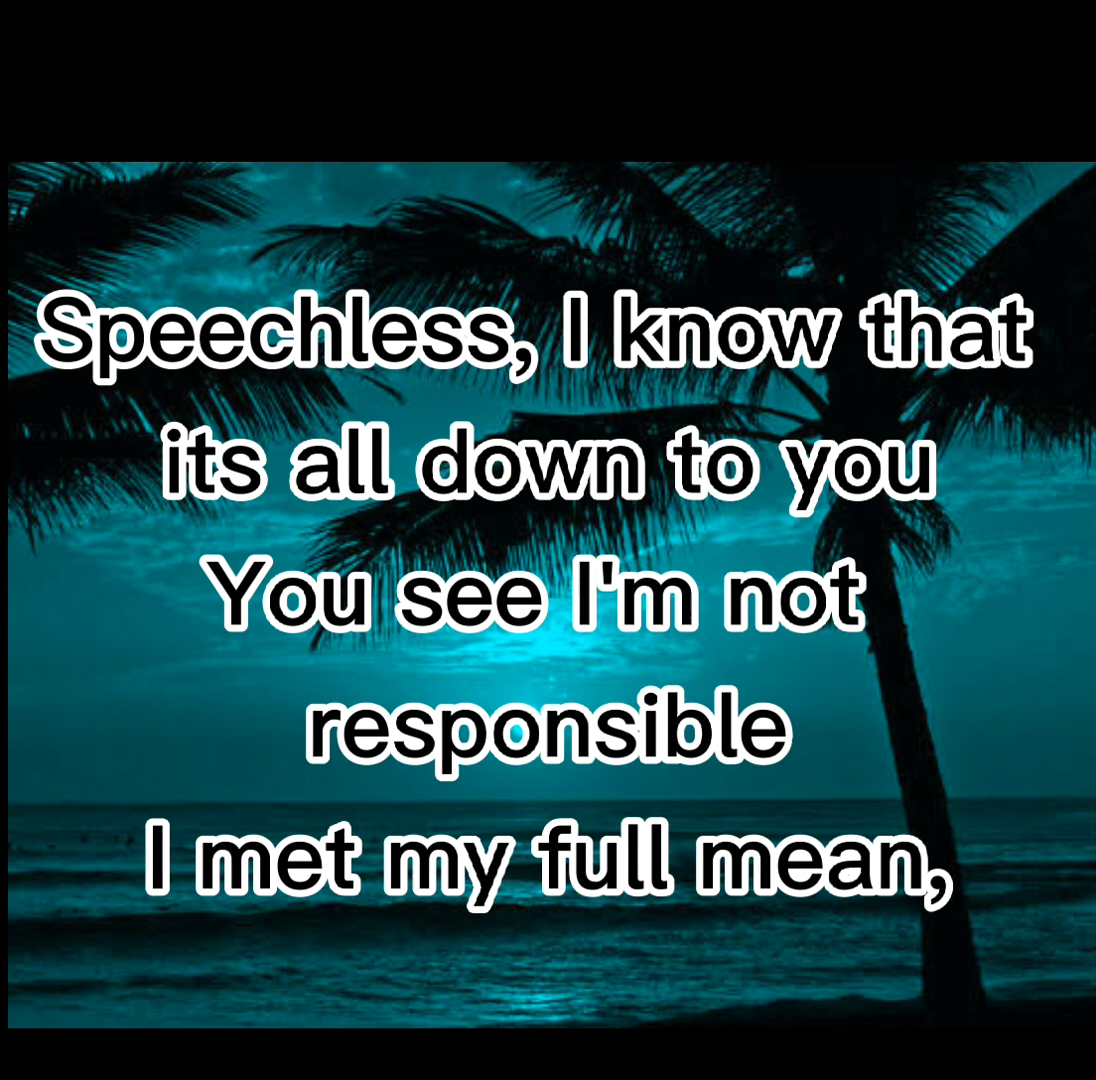 Speechless, I know that
its all down to you
You see I'm not
responsible
I met my full mean,